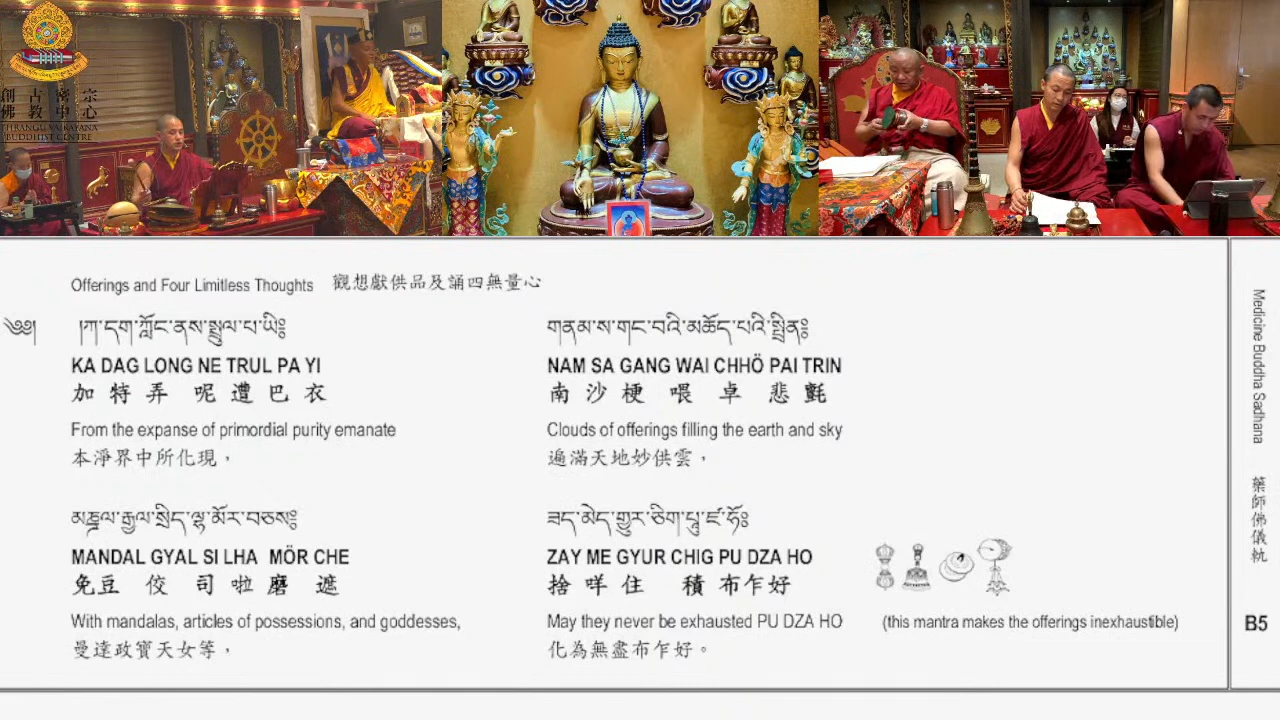 創古密宗
佛教中心
THRANGU VAJRAYANA
BUDDHIST CENTRE
Offerings and Four Limitless Thoughts 觀想獻供品及誦四無量心
༄༅། །ཀ་དག་ཀློང་ནས་སྤྲུལ་པ་ཡི༔
KA DAG LONG NE TRUL PA YI
加 特 弄 呢 遭 巴 衣
From the expanse of primordial purity emanate
本淨界中所化現，
གནམ་ས་གང་བའི་མཆོད་པའི་སྤྲིན༔
NAM SA GANG WAI CHHÖ PAI TRIN
南 沙 梗 喂 卓 悲 氈
Clouds of offerings filling the earth and sky
遍滿天地妙供雲，
མཎྜལ་རྒྱལ་སྲིད་ལྷ་མོར་བཅས༔
MANDAL GYAL SI LHA MÖR CHE
免豆 佼 司 啦 磨 遮
With mandalas, articles of possessions, and goddesses,
曼達政寶天女等，
ཟད་མེད་གྱུར་ཅིག་པཱུ་ཛ་ཧོ༔
ZAY ME GYUR CHIG PU DZA HO
捨 咩 住 積 布乍好
May they never be exhausted PU DZA HO (this mantra makes the offerings inexhaustible)
化為無盡布乍好。
Medicine Buddha Sadhana 藥師佛儀軌
B5